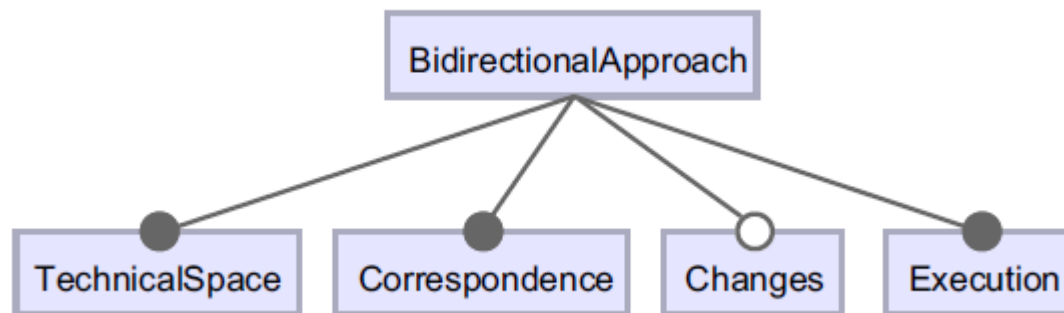 BidirectionalApproach
TechnicalSpace
Correspondence
Changes
Execution